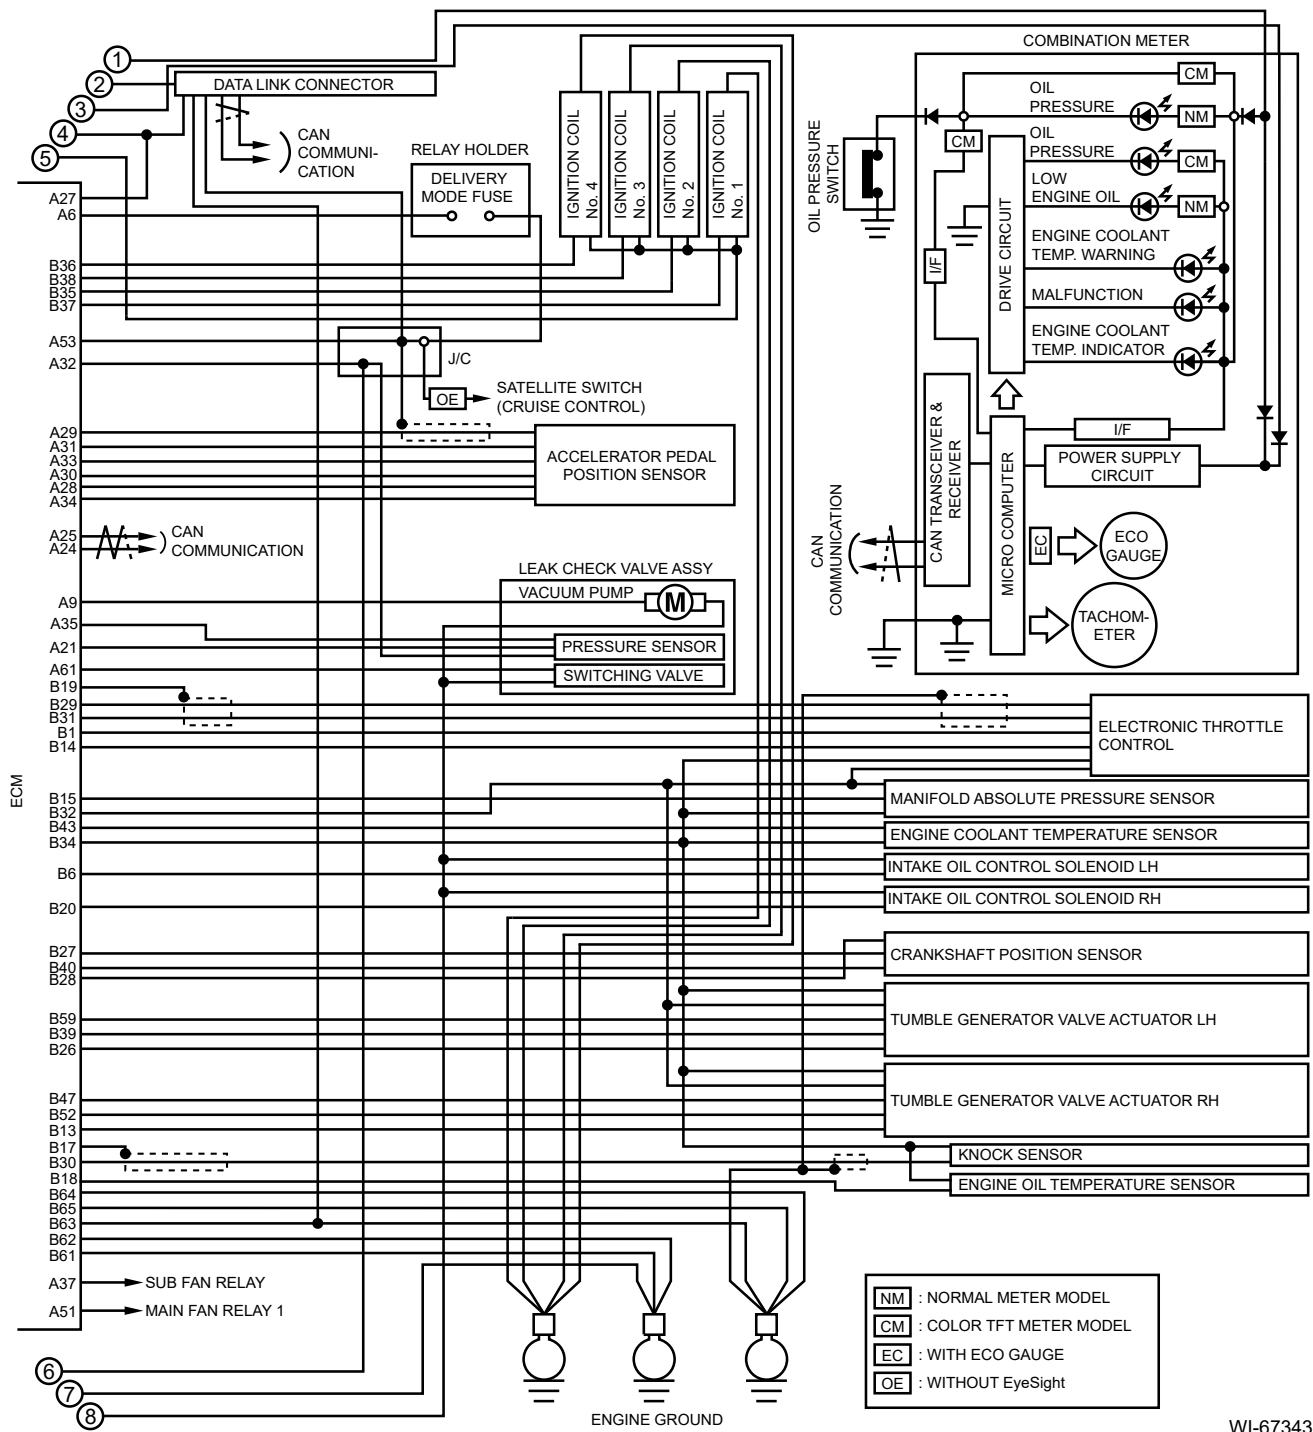 COMBINATION METER
1
2
3
4
5
DATA LINK CONNECTOR
CAN
COMMUNI-
CATION
RELAY HOLDER
DELIVERY
MODE FUSE
IGNITION COIL
No. 4
IGNITION COIL
No. 3
IGNITION COIL
No. 2
IGNITION COIL
No. 1
OIL PRESSURE
SWITCH
CM
OIL
PRESSURE
NM
CM
OIL
PRESSURE
CM
LOW
ENGINE OIL
NM
ENGINE COOLANT
TEMP. WARNING
MALFUNCTION
ENGINE COOLANT
TEMP. INDICATOR
DRIVE CIRCUIT
I/F
I/F
POWER SUPPLY
CIRCUIT
CAN TRANSCEIVER &
RECEIVER
MICRO COMPUTER
CAN
COMMUNICATION
EC
ECO
GAUGE
TACHOM-
ETER
ECM
A27
A6
B36
B38
B35
B37
A53
A32
J/C
OE
SATELLITE SWITCH
(CRUISE CONTROL)
A29
A31
A33
A30
A28
A34
ACCELERATOR PEDAL
POSITION SENSOR
A25
A24
CAN
COMMUNICATION
LEAK CHECK VALVE ASSY
VACUUM PUMP
M
PRESSURE SENSOR
SWITCHING VALVE
A9
A35
A21
A61
B19
B29
B31
B1
B14
ELECTRONIC THROTTLE
CONTROL
B15
B32
B43
B34
MANIFOLD ABSOLUTE PRESSURE SENSOR
ENGINE COOLANT TEMPERATURE SENSOR
B6
INTAKE OIL CONTROL SOLENOID LH
B20
INTAKE OIL CONTROL SOLENOID RH
B27
B40
B28
CRANKSHAFT POSITION SENSOR
B59
B39
B26
TUMBLE GENERATOR VALVE ACTUATOR LH
B47
B52
B13
TUMBLE GENERATOR VALVE ACTUATOR RH
B17
B30
B18
B64
B65
B63
B62
B61
KNOCK SENSOR
ENGINE OIL TEMPERATURE SENSOR
A37
SUB FAN RELAY
A51
MAIN FAN RELAY 1
6
7
8
ENGINE GROUND
NM : NORMAL METER MODEL
CM : COLOR TFT METER MODEL
EC : WITH ECO GAUGE
OE : WITHOUT EyeSight
WI-67343